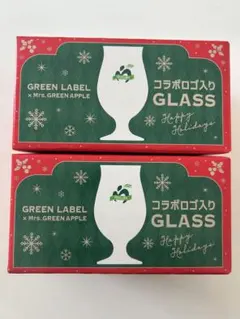 GREEN LABEL
× Mrs. GREEN APPLE
コラボロゴ入り
GLASS
Happy
Holidays
GREEN LABEL
× Mrs. GREEN APPLE
コラボロゴ入り
GLASS
Happy
Holidays